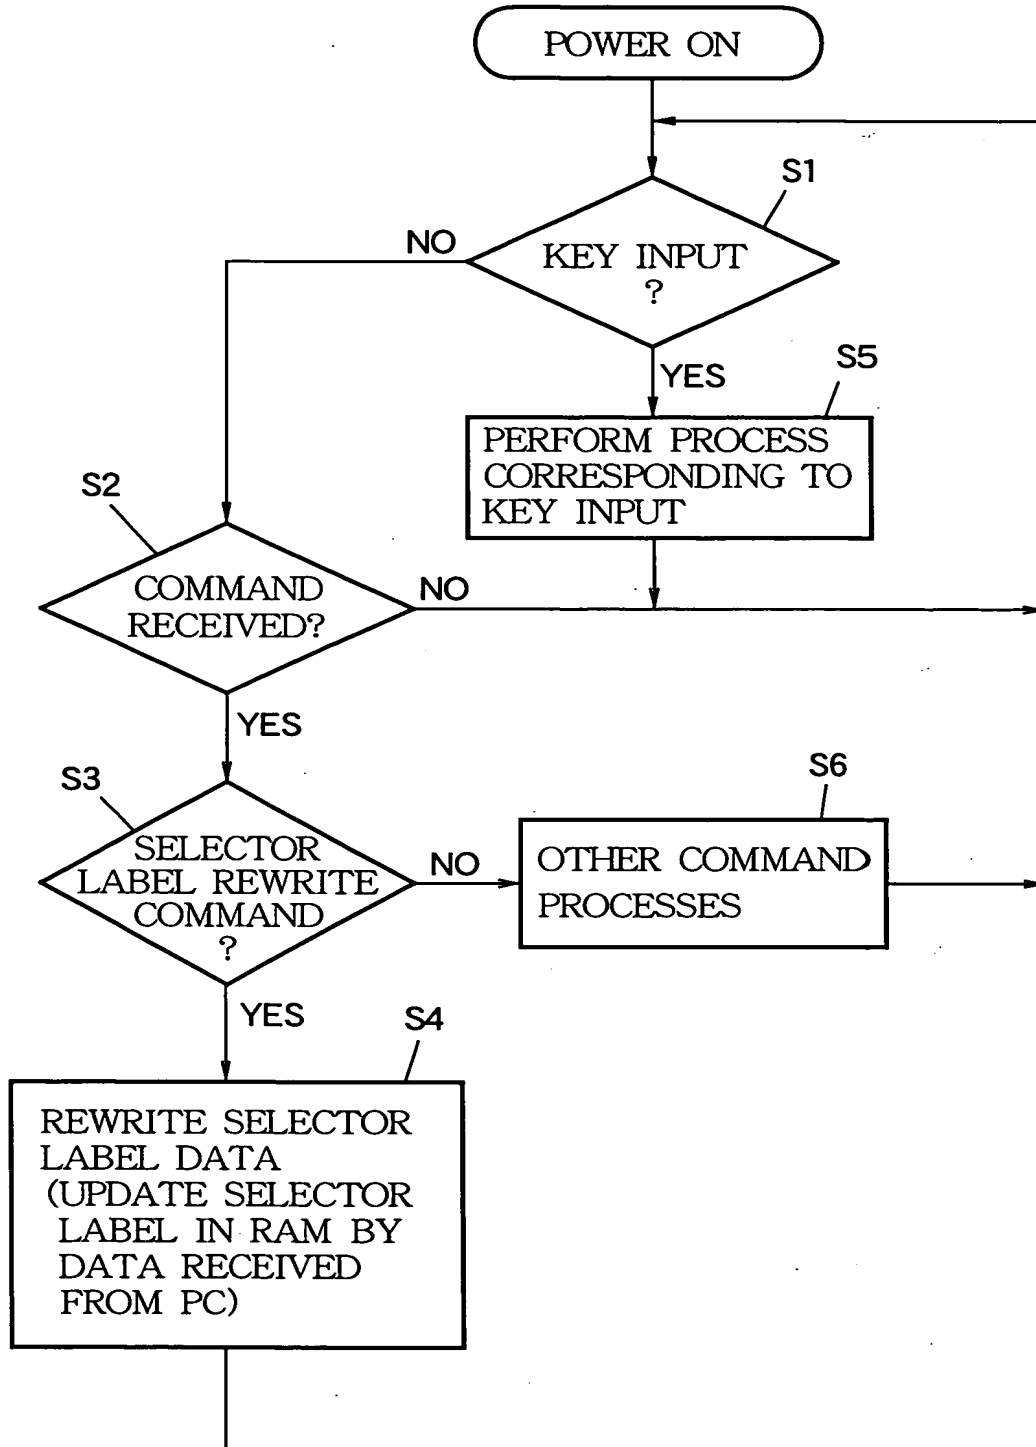 POWER ON
S1
NO
KEY INPUT
?
YES
S5
PERFORM PROCESS
CORRESPONDING TO
KEY INPUT
S2
COMMAND
RECEIVED?
NO
YES
S3
SELECTOR
LABEL REWRITE
COMMAND
?
NO
S6
OTHER COMMAND
PROCESSES
YES
S4
REWRITE SELECTOR
LABEL DATA
(UPDATE SELECTOR
LABEL IN RAM BY
DATA RECEIVED
FROM PC)